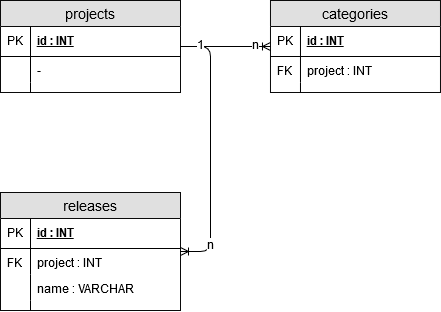 projects
PK id : INT
-
categories
PK id : INT
FK project : INT
1
n
n
releases
PK id : INT
FK project : INT
name : VARCHAR